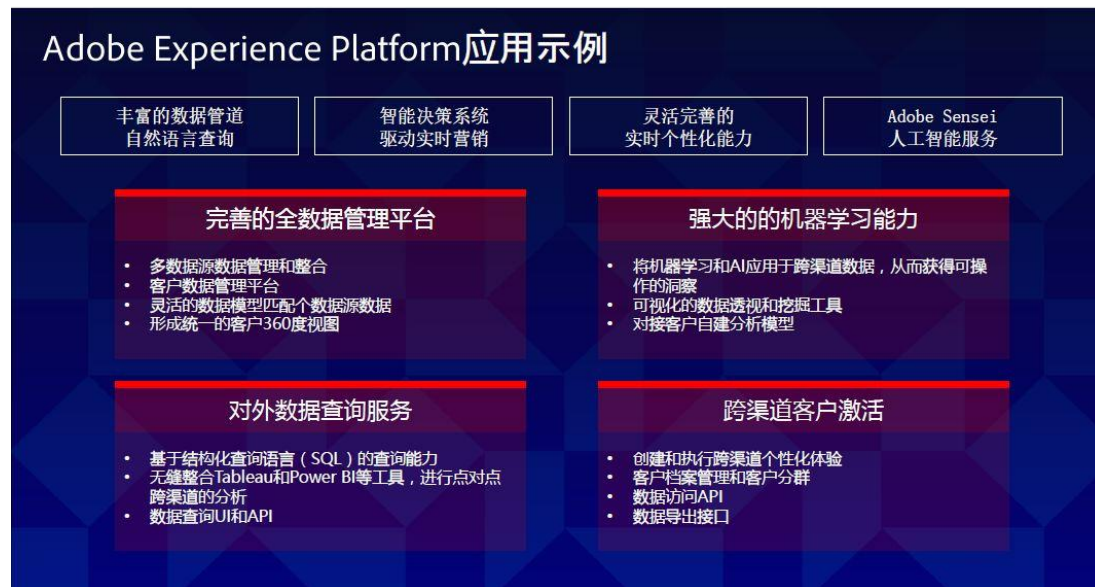 Adobe Experience Platform应用示例
丰富的数据管道
自然语言查询
智能决策系统
驱动实时营销
灵活完善的
实时个性化能力
Adobe Sensei
人工智能服务
完善的全数据管理平台
• 多数据源数据管理和整合
• 客户数据管理平台
• 灵活的数据模型匹配个数据源数据
• 形成统一的客户360度视图
强大的的机器学习能力
• 将机器学习和AI应用于跨渠道数据，从而获得可操
作的洞察
• 可视化的数据透视和挖掘工具
• 对接客户自建分析模型
对外数据查询服务
• 基于结构化查询语言（SQL）的查询能力
• 无缝整合Tableau和Power BI等工具，进行点对点
跨渠道的分析
• 数据查询UI和API
跨渠道客户激活
• 创建和执行跨渠道个性化体验
• 客户档案管理和客户分群
• 数据访问API
• 数据导出接口